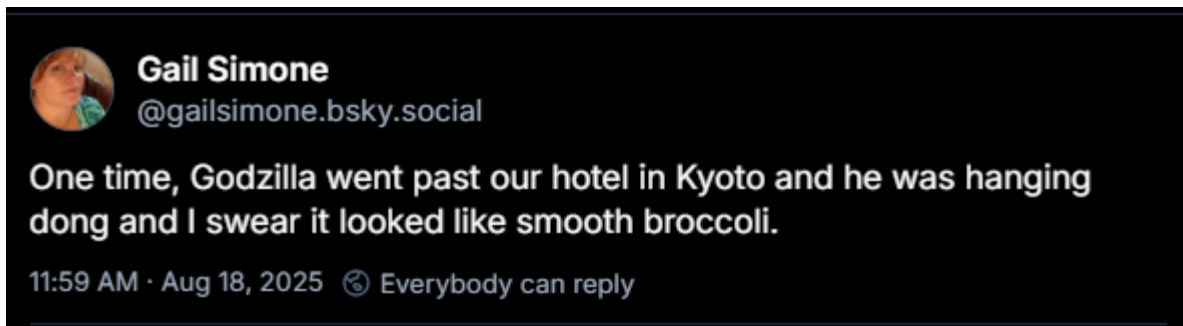 Gail Simone
@gailsimone.bsky.social
One time, Godzilla went past our hotel in Kyoto and he was hanging
dong and I swear it looked like smooth broccoli.
11:59 AM · Aug 18, 2025 Everybody can reply